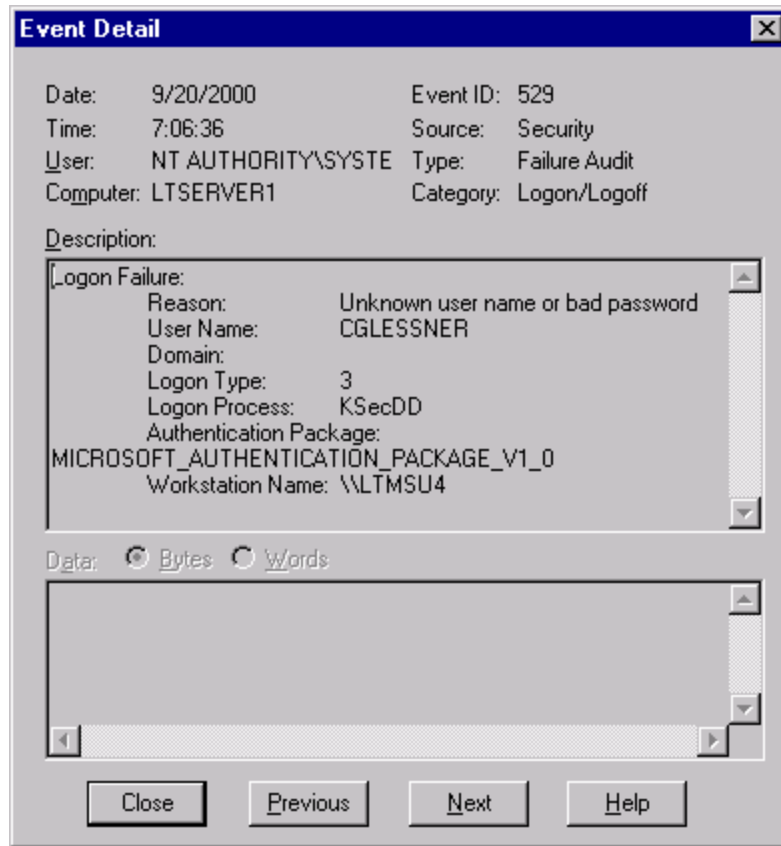 Event Detail
Date: 9/20/2000 Event ID: 529
Time: 7:06:36 Source: Security
User: NT AUTHORITY\SYSTE Type: Failure Audit
Computer: LTSERVER1 Category: Logon/Logoff
Description:
Logon Failure:
Reason: Unknown user name or bad password
User Name: CGLESSNER
Domain:
Logon Type: 3
Logon Process: KSecDD
Authentication Package:
MICROSOFT_AUTHENTICATION_PACKAGE_V1_0
Workstation Name: \\LTMSU4
Data: Bytes Words
Close Previous Next Help